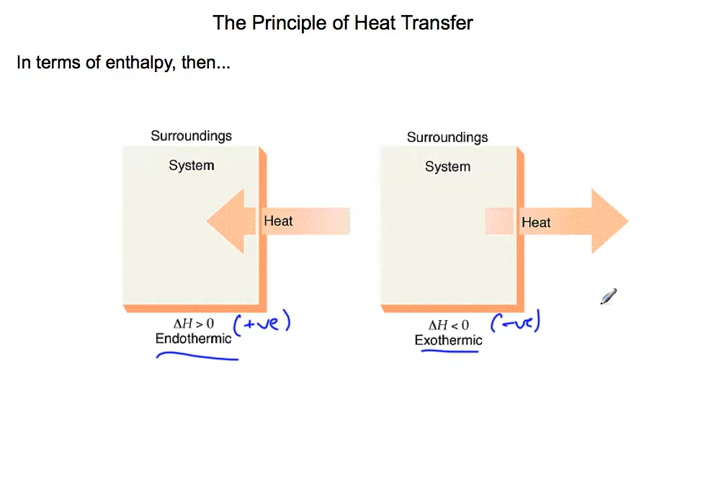 The Principle of Heat Transfer
In terms of enthalpy, then...
Surroundings
System
Heat
ΔH > 0 (+ve)
Endothermic
Surroundings
System
Heat
ΔH < 0 (-ve)
Exothermic